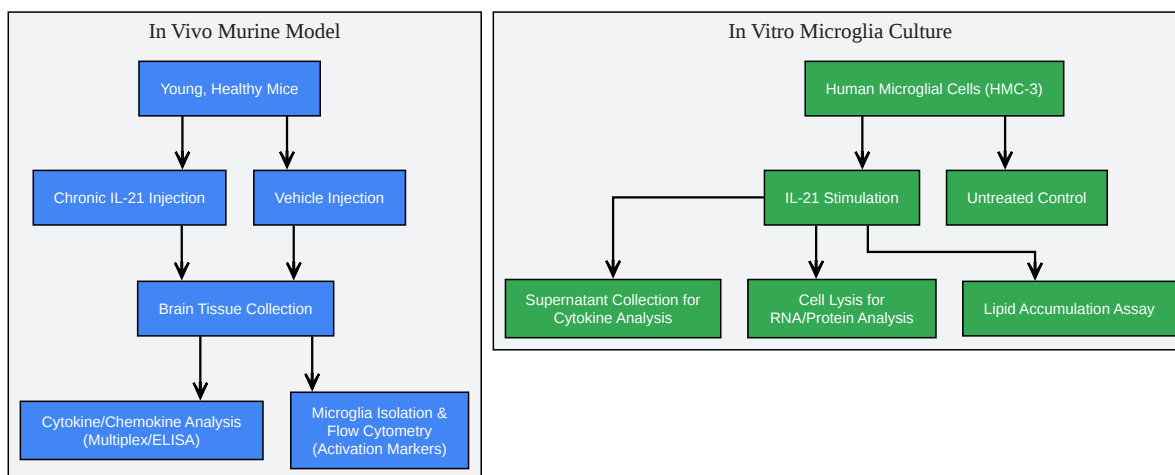 In Vivo Murine Model
Young, Healthy Mice
Chronic IL-21 Injection
Vehicle Injection
Brain Tissue Collection
Cytokine/Chemokine Analysis
(Multiplex/ELISA)
Microglia Isolation &
Flow Cytometry
(Activation Markers)
In Vitro Microglia Culture
Human Microglial Cells (HMC-3)
IL-21 Stimulation
Untreated Control
Supernatant Collection for
Cytokine Analysis
Cell Lysis for
RNA/Protein Analysis
Lipid Accumulation Assay